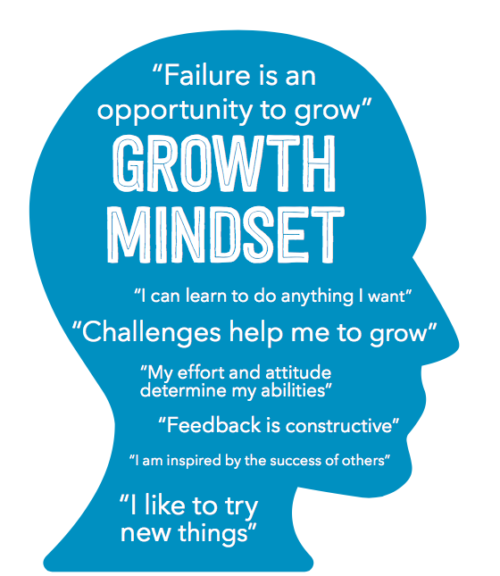 “Failure is an
opportunity to grow”
GROWTH
MINDSET
“I can learn to do anything I want”
“Challenges help me to grow”
“My effort and attitude
determine my abilities”
“Feedback is constructive”
“I am inspired by the success of others”
“I like to try
new things”